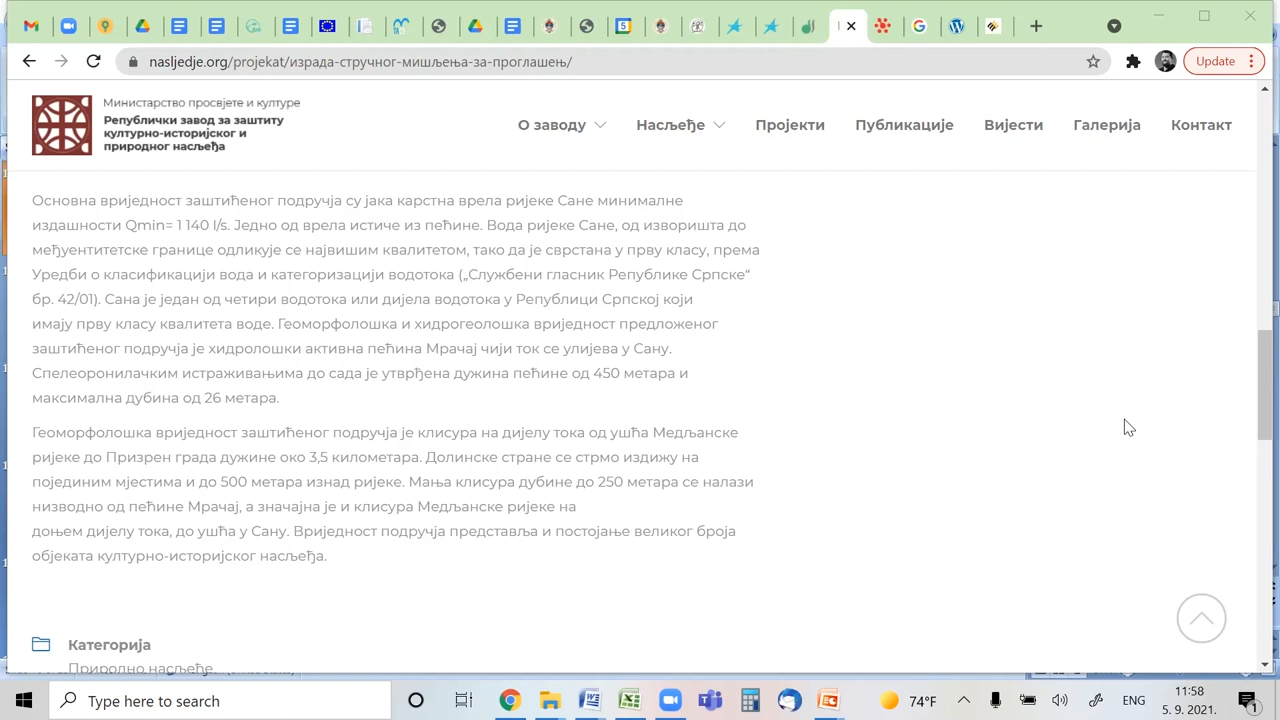 nasljedje.org/projekat/израда-стручног-мишљења-за-проглашењ/
Update
Министарство просвјете и културе
Републички завод за заштиту
културно-историјског и
природног насљеђа
О заводу
Насљеђе
Пројекти
Публикације
Вијести
Галерија
Контакт
Основна вриједност заштићеног подручја су јака карстна врела ријеке Сане минималне
издашности Qmin= 1 140 l/s. Једно од врела истиче из пећине. Вода ријеке Сане, од изворишта до
међуентитетске границе одликује се највишим квалитетом, тако да је сврстана у прву класу, према
Уредби о класификацији вода и категоризацији водотока („Службени гласник Републике Српске“
бр. 42/01). Сана је један од четири водотока или дијела водотока у Републици Српској који
имају прву класу квалитета воде. Геоморфолошка и хидрогеолошка вриједност предложеног
заштићеног подручја је хидролошки активна пећина Мрачај чији ток се улијева у Сану.
Спелеоронилачким истраживањима до сада је утврђена дужина пећине од 450 метара и
максимална дубина од 26 метара.
Геоморфолошка вриједност заштићеног подручја је клисура на дијелу тока од ушћа Медљанске
ријеке до Призрен града дужине око 3,5 километара. Долинске стране се стрмо издижу на
појединим мјестима и до 500 метара изнад ријеке. Мања клисура дубине до 250 метара се налази
низводно од пећине Мрачај, а значајна је и клисура Медљанске ријеке на
доњем дијелу тока, до ушћа у Сану. Вриједност подручја представља и постојање великог броја
објеката културно-историјског насљеђа.
Категорија
Природно насљеђе
Type here to search
74°F
ENG
11:58
5. 9. 2021.